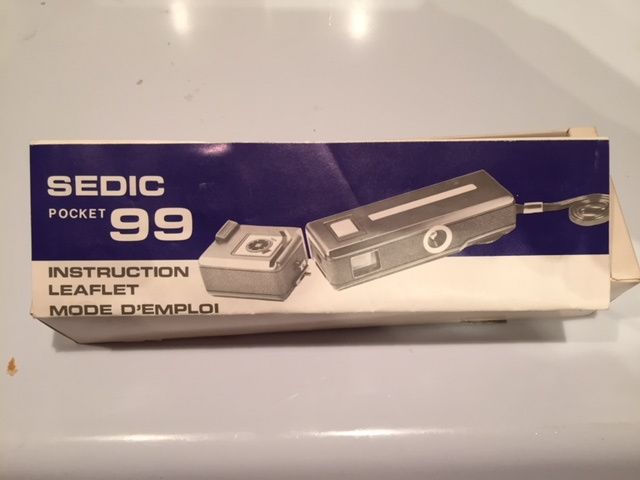 SEDIC
POCKET 99
INSTRUCTION
LEAFLET
MODE D'EMPLOI